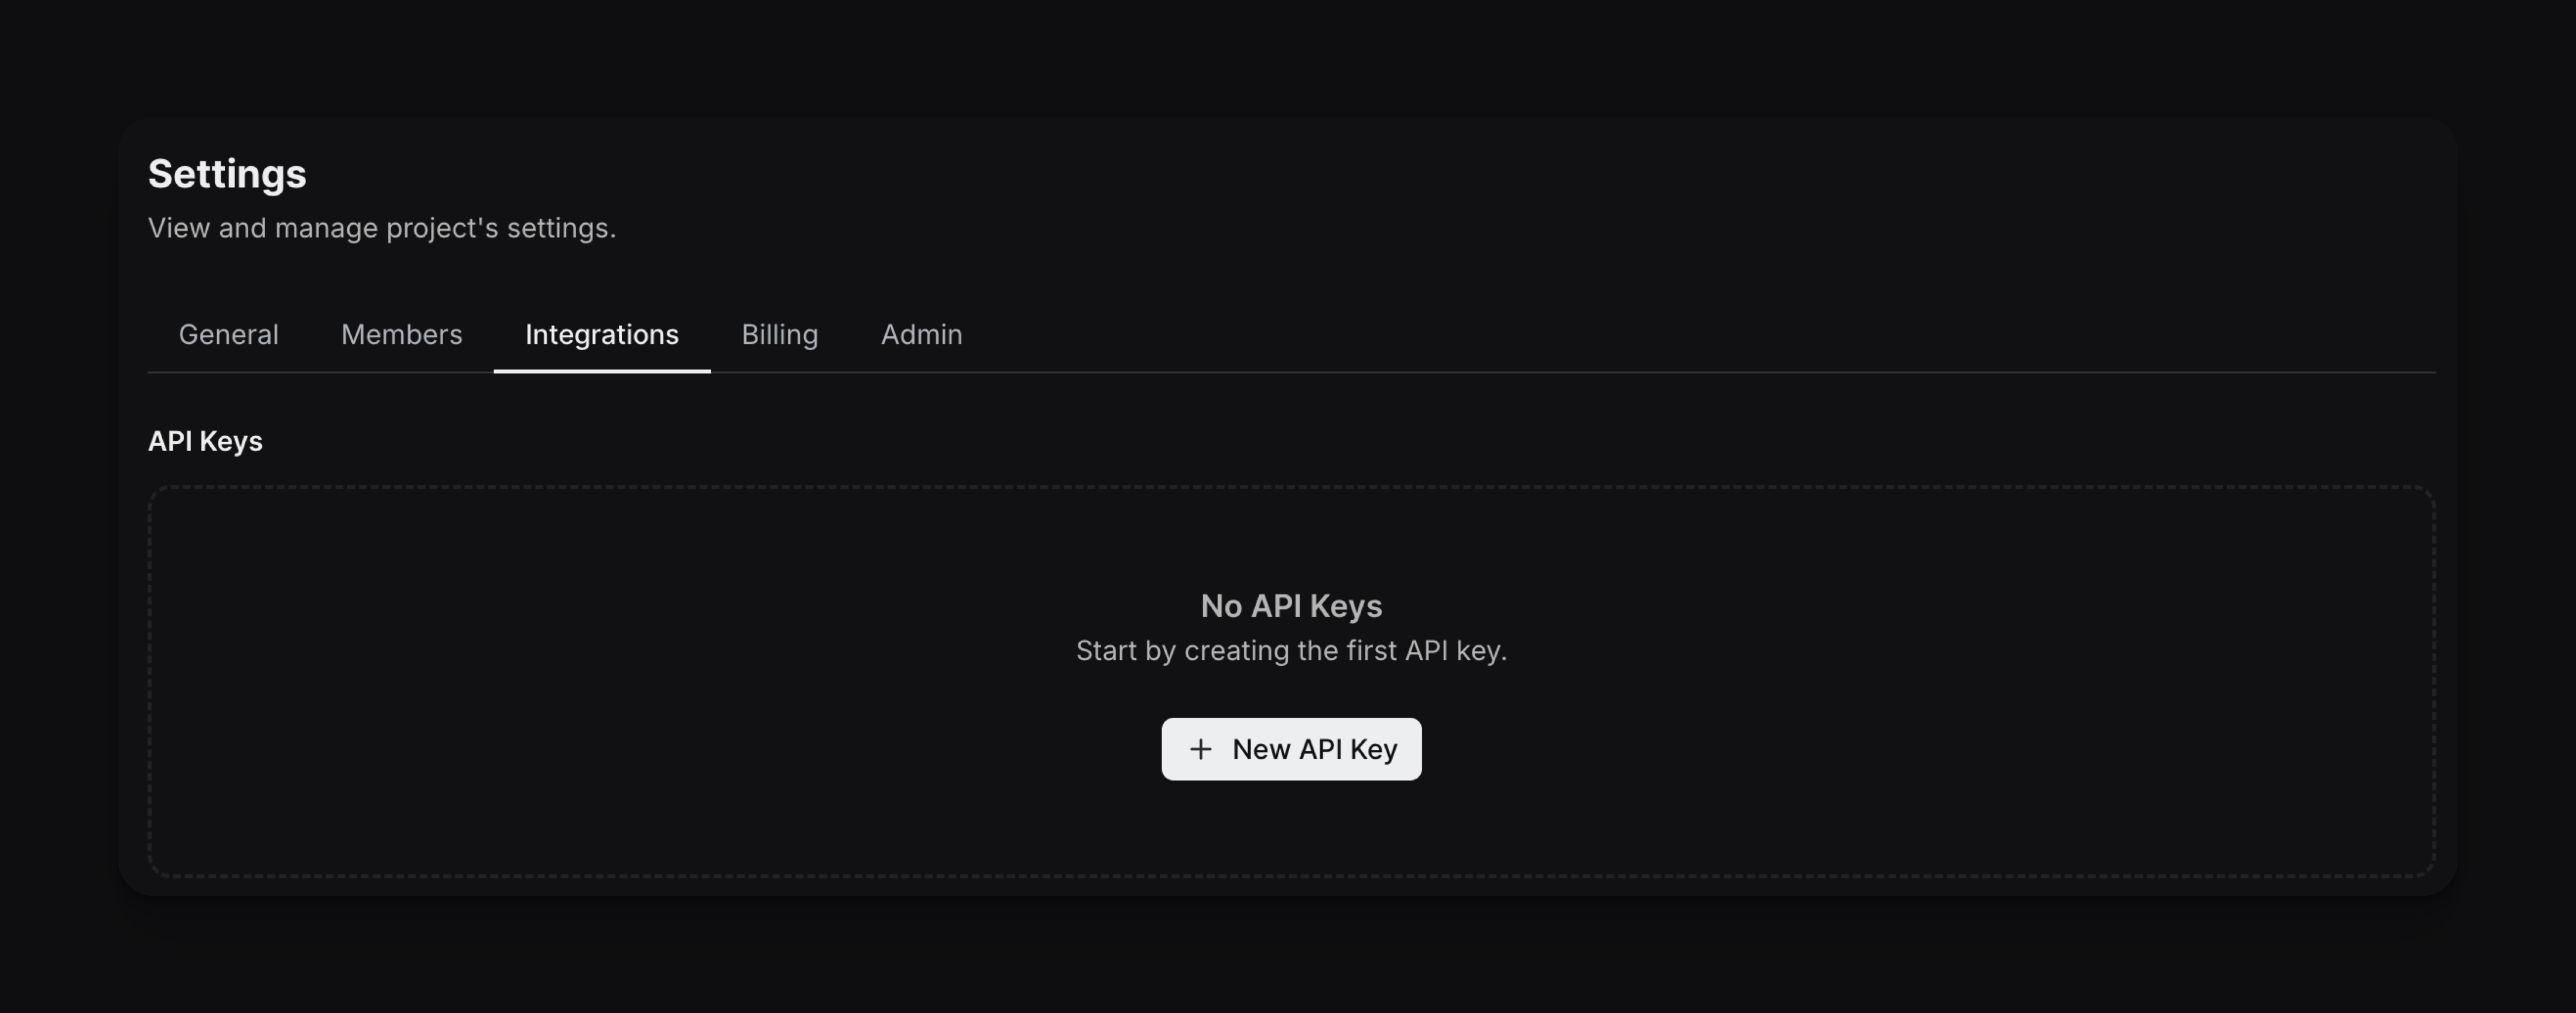 Settings
View and manage project's settings.
General Members Integrations Billing Admin
API Keys
No API Keys
Start by creating the first API key.
New API Key